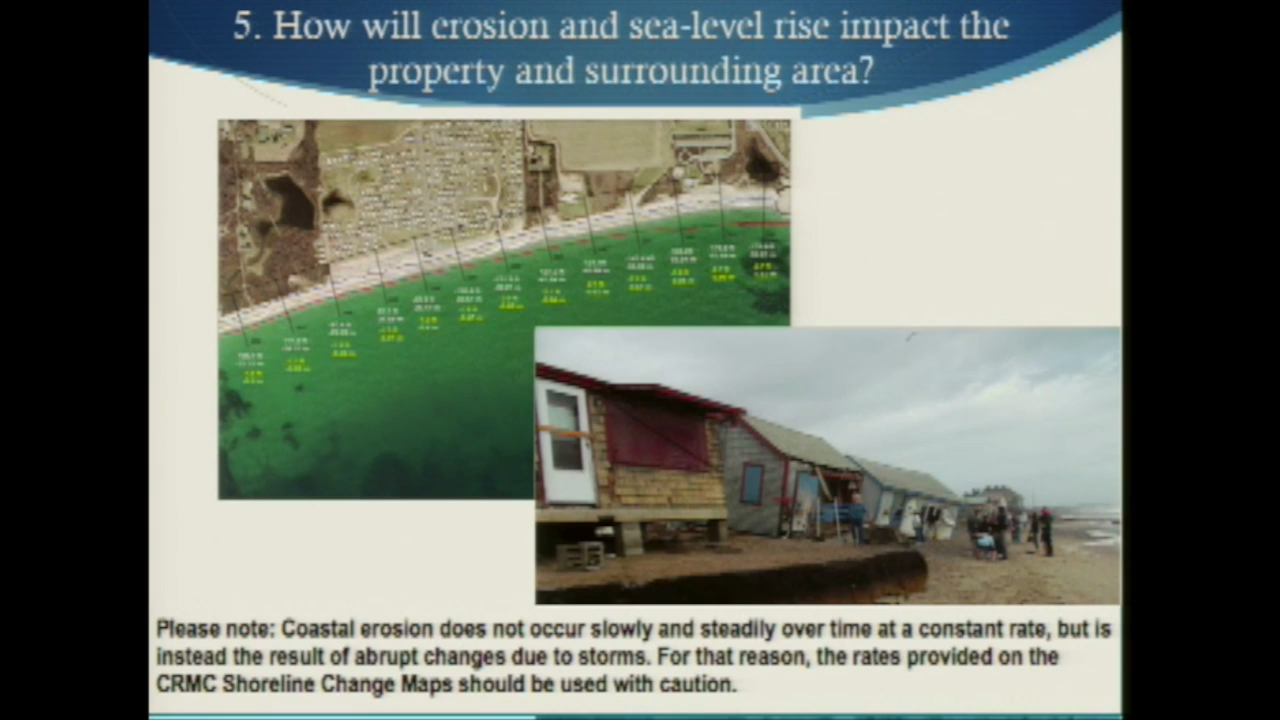 5. How will erosion and sea-level rise impact the
property and surrounding area?
Please note: Coastal erosion does not occur slowly and steadily over time at a constant rate, but is
instead the result of abrupt changes due to storms. For that reason, the rates provided on the
CRMC Shoreline Change Maps should be used with caution.